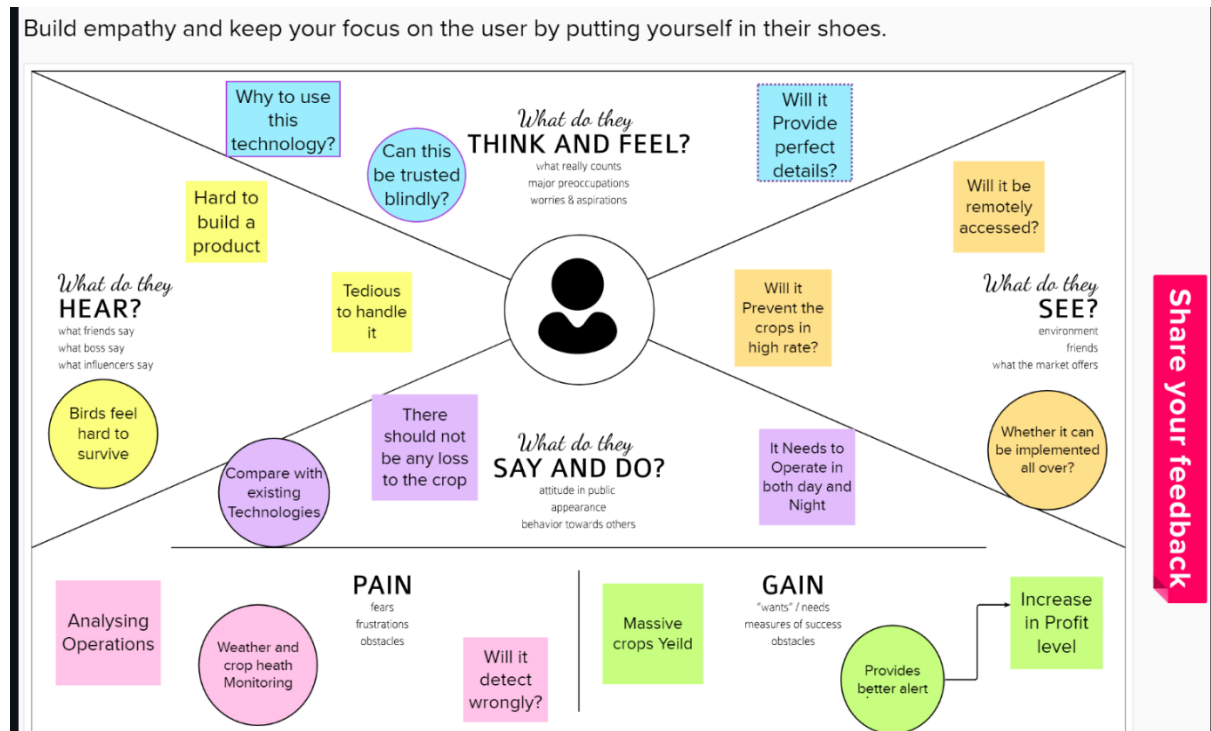 Build empathy and keep your focus on the user by putting yourself in their shoes.
Why to use
this
technology?
Can this
be trusted
blindly?
What do they
THINK AND FEEL?
what really counts
major preoccupations
worries & aspirations
Will it
Provide
perfect
details?
Hard to
build a
product
Will it be
remotely
accessed?
What do they
HEAR?
what friends say
what boss say
what influencers say
Tedious
to handle
it
Will it
Prevent the
crops in
high rate?
What do they
SEE?
environment
friends
what the market offers
Birds feel
hard to
survive
Compare with
existing
Technologies
There
should not
be any loss
to the crop
What do they
SAY AND DO?
attitude in public
appearance
behavior towards others
It Needs to
Operate in
both day and
Night
Whether it can
be implemented
all over?
Share your feedback
Analysing
Operations
Weather and
crop heath
Monitoring
PAIN
fears
frustrations
obstacles
Will it
detect
wrongly?
Massive
crops Yeild
GAIN
"wants" / needs
measures of success
obstacles
Provides
better alert
.
Increase
in Profit
level